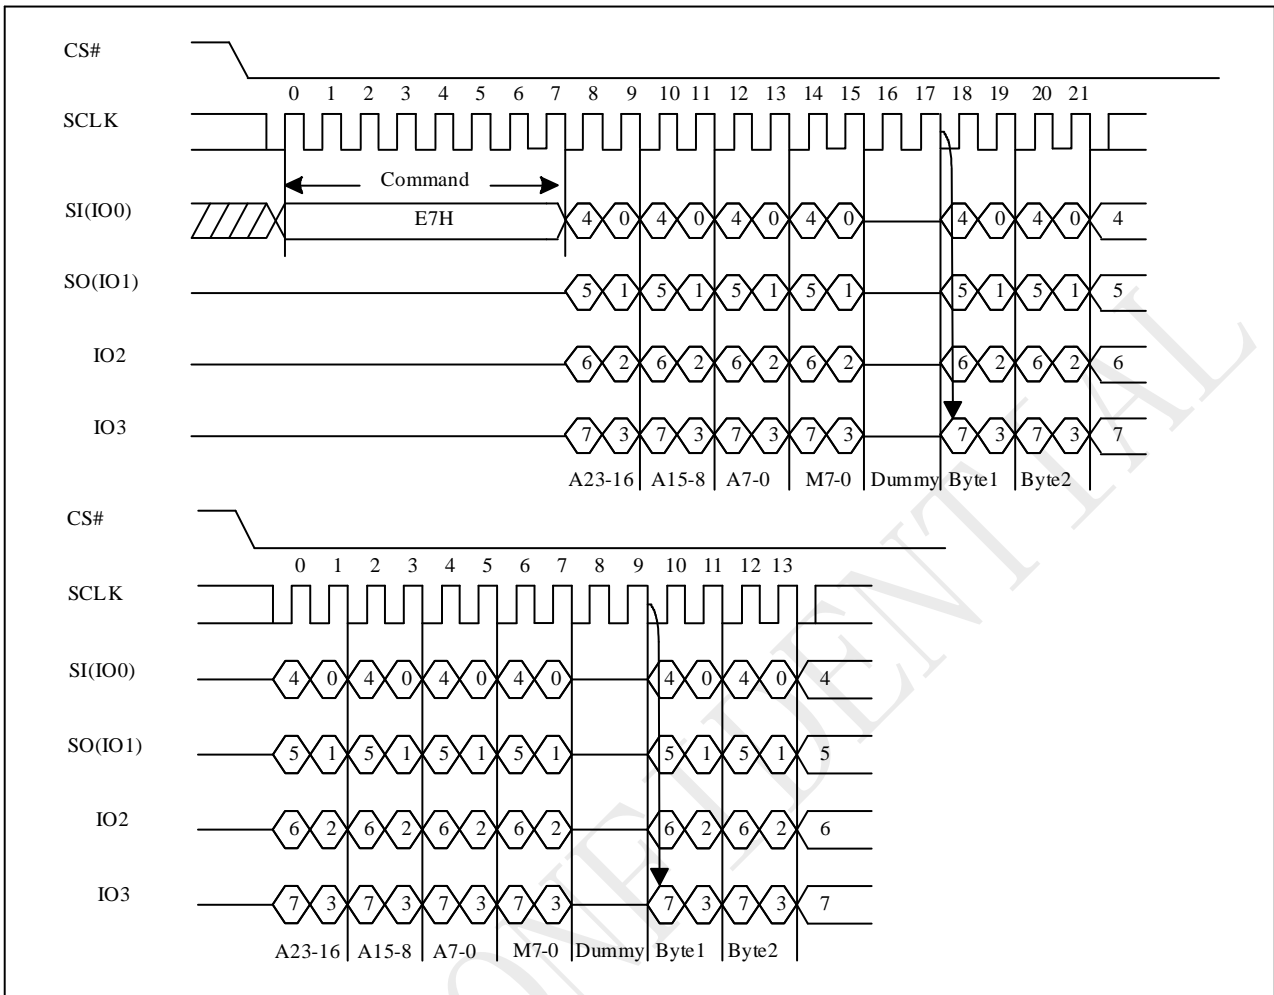 CS#
0 1 2 3 4 5 6 7 8 9 10 11 12 13 14 15 16 17 18 19 20 21
SCLK
Command
SI(IO0) E7H 4 0 4 0 4 0 4 0 4 0 4 0 4
SO(IO1) 5 1 5 1 5 1 5 1 5 1 5 1 5
IO2 6 2 6 2 6 2 6 2 6 2 6 2 6
IO3 7 3 7 3 7 3 7 3 7 3 7 3 7
A23-16 A15-8 A7-0 M7-0 Dummy Byte1 Byte2
CS#
0 1 2 3 4 5 6 7 8 9 10 11 12 13
SCLK
SI(IO0) 4 0 4 0 4 0 4 0 4 0 4 0 4
SO(IO1) 5 1 5 1 5 1 5 1 5 1 5 1 5
IO2 6 2 6 2 6 2 6 2 6 2 6 2 6
IO3 7 3 7 3 7 3 7 3 7 3 7 3 7
A23-16 A15-8 A7-0 M7-0 Dummy Byte1 Byte2
ONFIDENTIAL